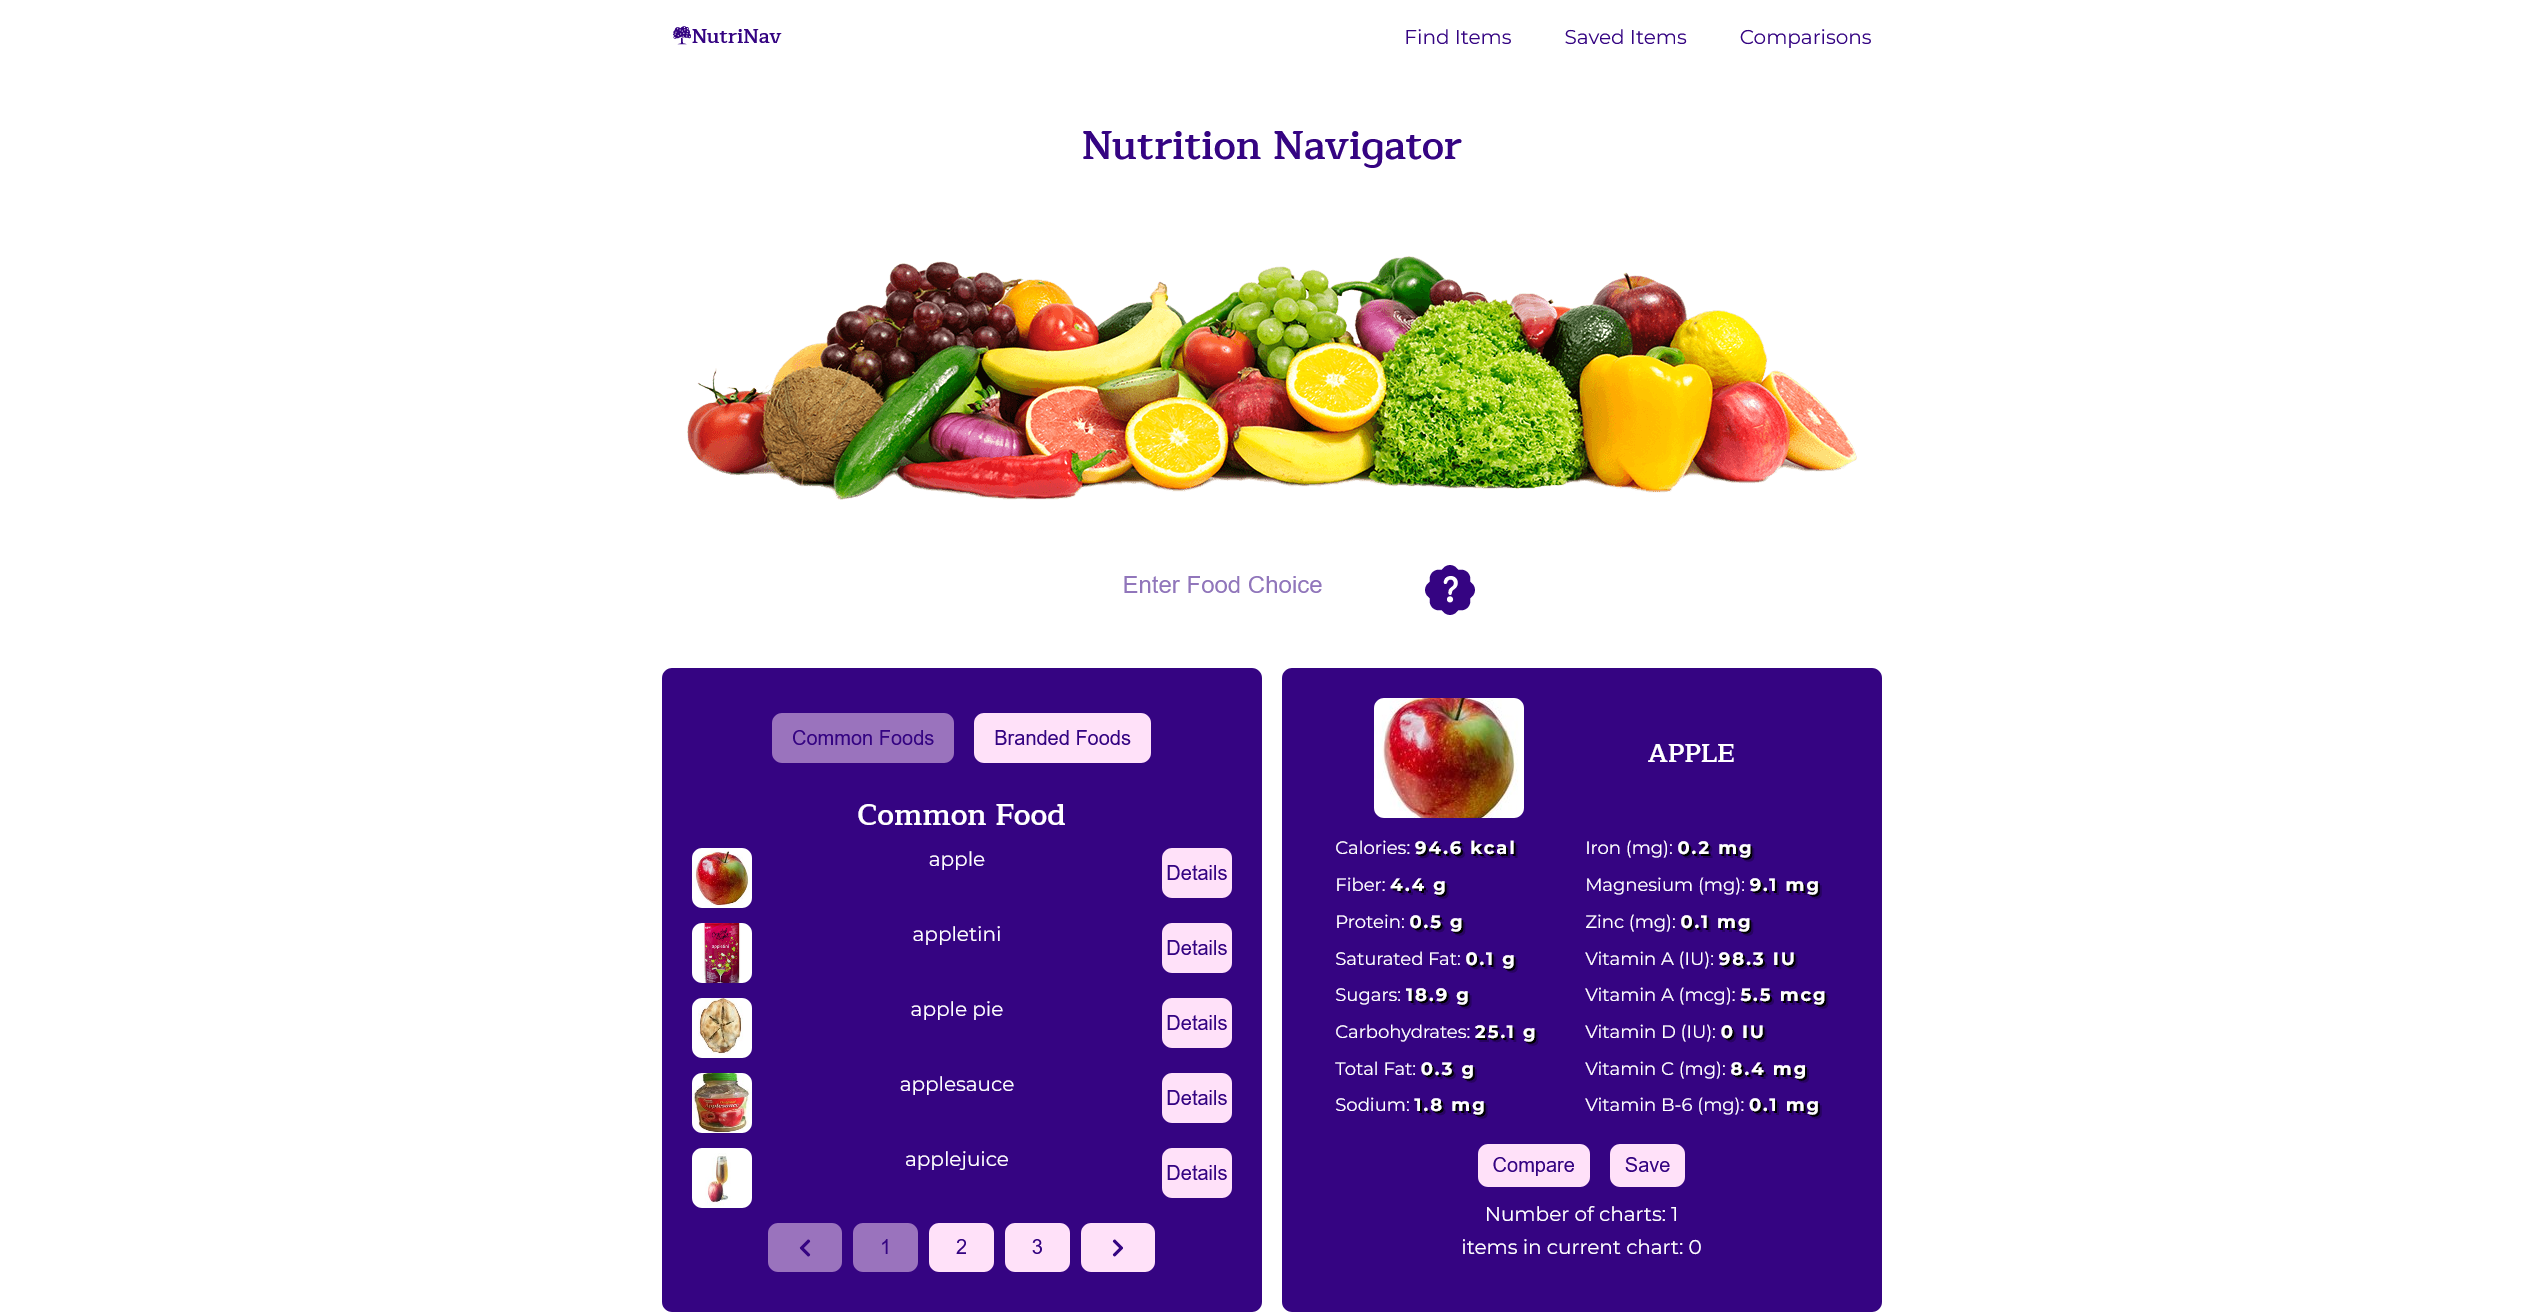 NutriNav
Find Items
Saved Items
Comparisons
Nutrition Navigator
Enter Food Choice
?
Common Foods
Branded Foods
Common Food
apple
Details
appletini
Details
apple pie
Details
applesauce
Details
applejuice
Details
1
2
3
APPLE
Calories: 94.6 kcal
Fiber: 4.4 g
Protein: 0.5 g
Saturated Fat: 0.1 g
Sugars: 18.9 g
Carbohydrates: 25.1 g
Total Fat: 0.3 g
Sodium: 1.8 mg
Iron (mg): 0.2 mg
Magnesium (mg): 9.1 mg
Zinc (mg): 0.1 mg
Vitamin A (IU): 98.3 IU
Vitamin A (mcg): 5.5 mcg
Vitamin D (IU): 0 IU
Vitamin C (mg): 8.4 mg
Vitamin B-6 (mg): 0.1 mg
Compare
Save
Number of charts: 1
items in current chart: 0